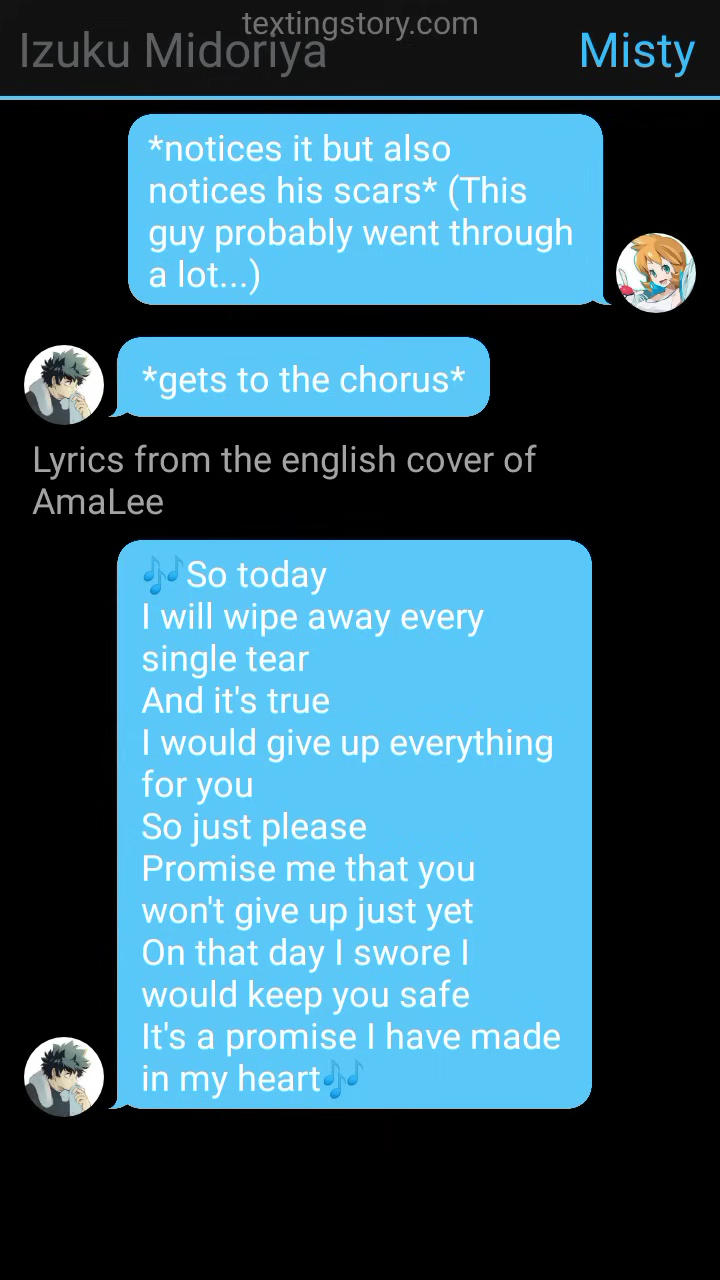 textingstory.com
Izuku Midoriya
Misty
*notices it but also
notices his scars* (This
guy probably went through
a lot...)
*gets to the chorus*
Lyrics from the english cover of
AmaLee
🎶So today
I will wipe away every
single tear
And it's true
I would give up everything
for you
So just please
Promise me that you
won't give up just yet
On that day I swore I
would keep you safe
It's a promise I have made
in my heart🎶